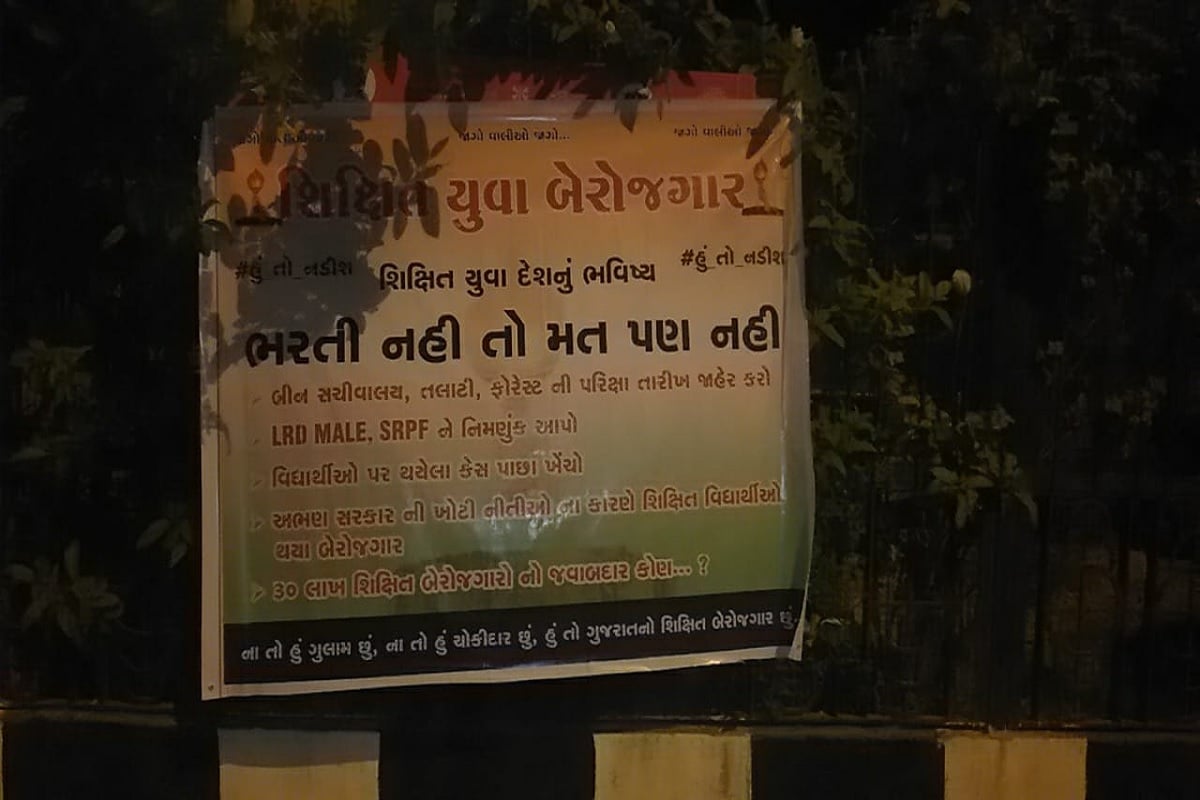 જાગો વાલીઓ જાગો... જાગો વાલીઓ
શિક્ષિત યુવા બેરોજગાર
#હું_તો_નડીશ શિક્ષિત યુવા દેશનું ભવિષ્ય #હું_તો_નડીશ
ભરતી નહી તો મત પણ નહી
બીન સચીવાલય, તલાટી, ફોરેસ્ટ ની પરિક્ષા તારીખ જાહેર કરો
LRD MALE, SRPF ને નિમણુંક આપો
વિદ્યાર્થીઓ પર થયેલા કેસ પાછા ખેંચો
અભણ સરકાર ની ખોટી નીતીઓ ના કારણે શિક્ષિત વિદ્યાર્થીઓ
થયા બેરોજગાર
૩૦ લાખ શિક્ષિત બેરોજગારો નો જવાબદાર કોણ... ?
ના તો હું ગુલામ છું, ના તો હું ચોકીદાર છું, હું તો ગુજરાતનો શિક્ષિત બેરોજગાર છું.